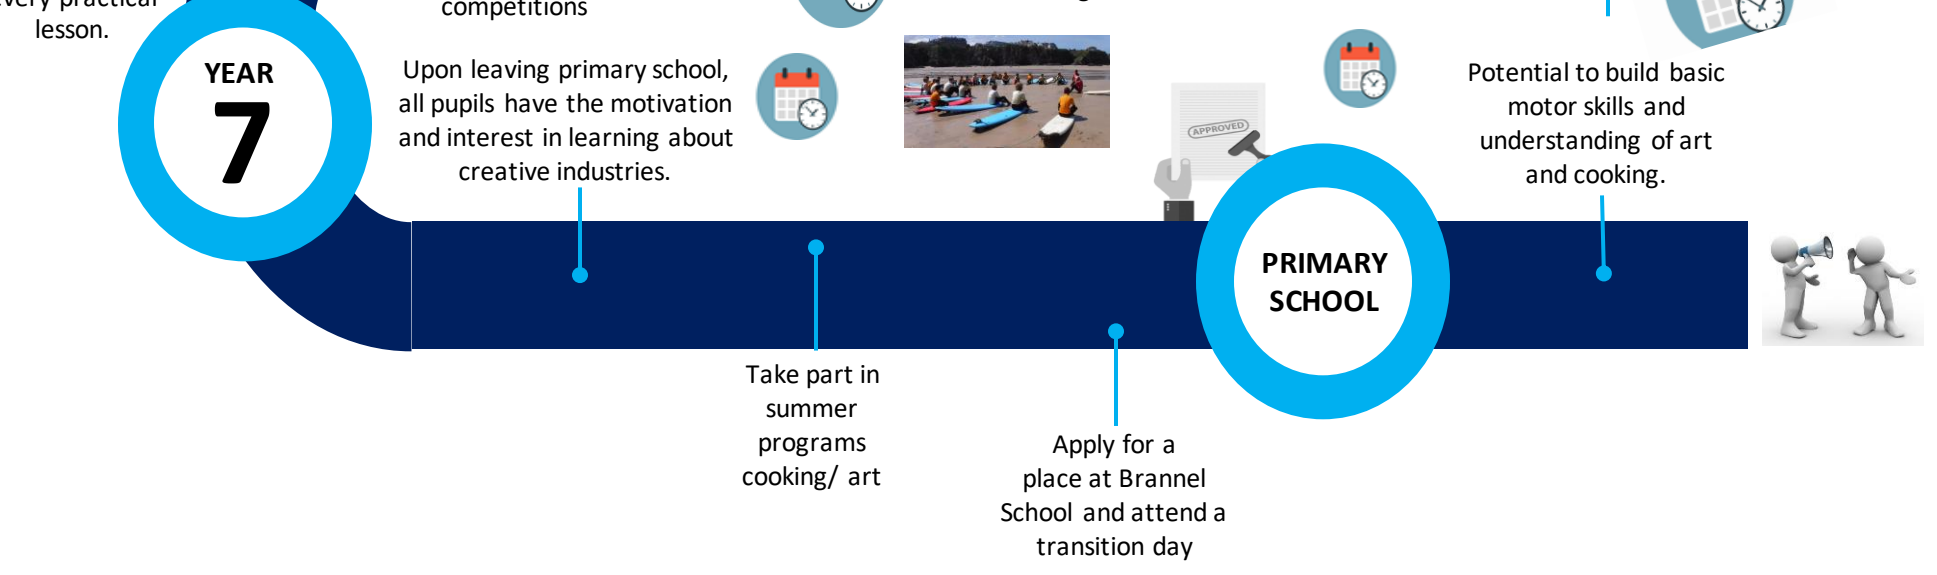 lesson.
competitions
YEAR
7
Upon leaving primary school,
all pupils have the motivation
and interest in learning about
creative industries.
APPROVED
Potential to build basic
motor skills and
understanding of art
and cooking.
PRIMARY
SCHOOL
Take part in
summer
programs
cooking/ art
Apply for a
place at Brannel
School and attend a
transition day